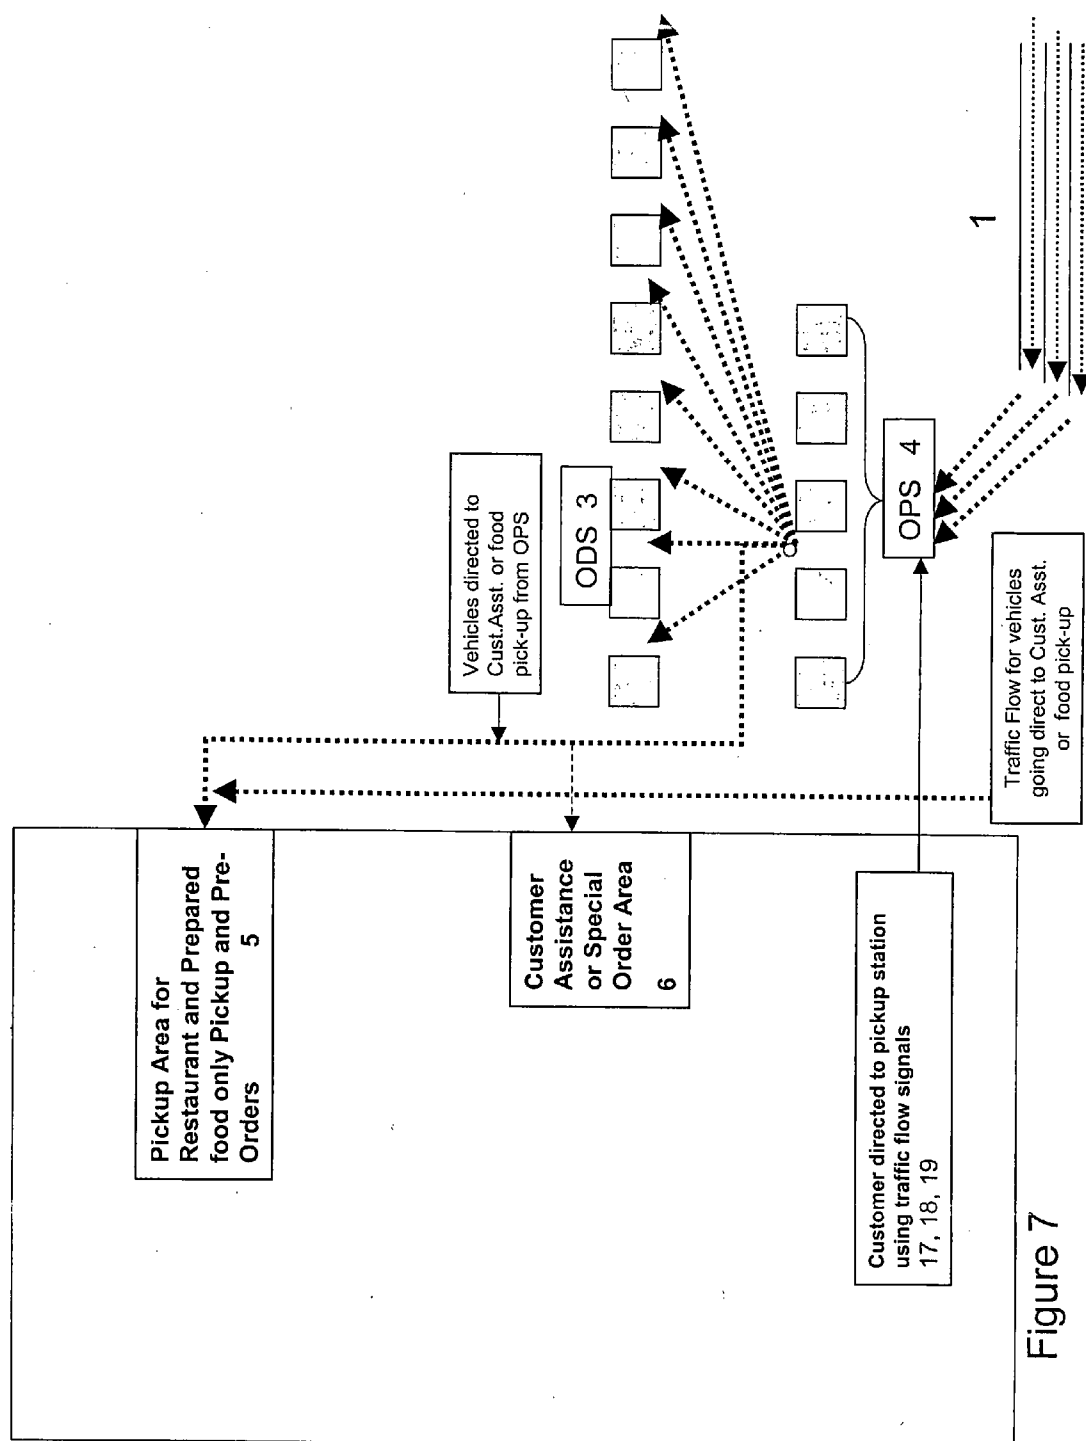 Pickup Area for
Restaurant and Prepared
food only Pickup and Pre-
Orders 5
Customer
Assistance
or Special
Order Area
6
Customer directed to pickup station
using traffic flow signals
17, 18, 19
Vehicles directed to
Cust.Asst. or food
pick-up from OPS
ODS 3
OPS 4
1
Traffic Flow for vehicles
going direct to Cust. Asst.
or food pick-up
Figure 7